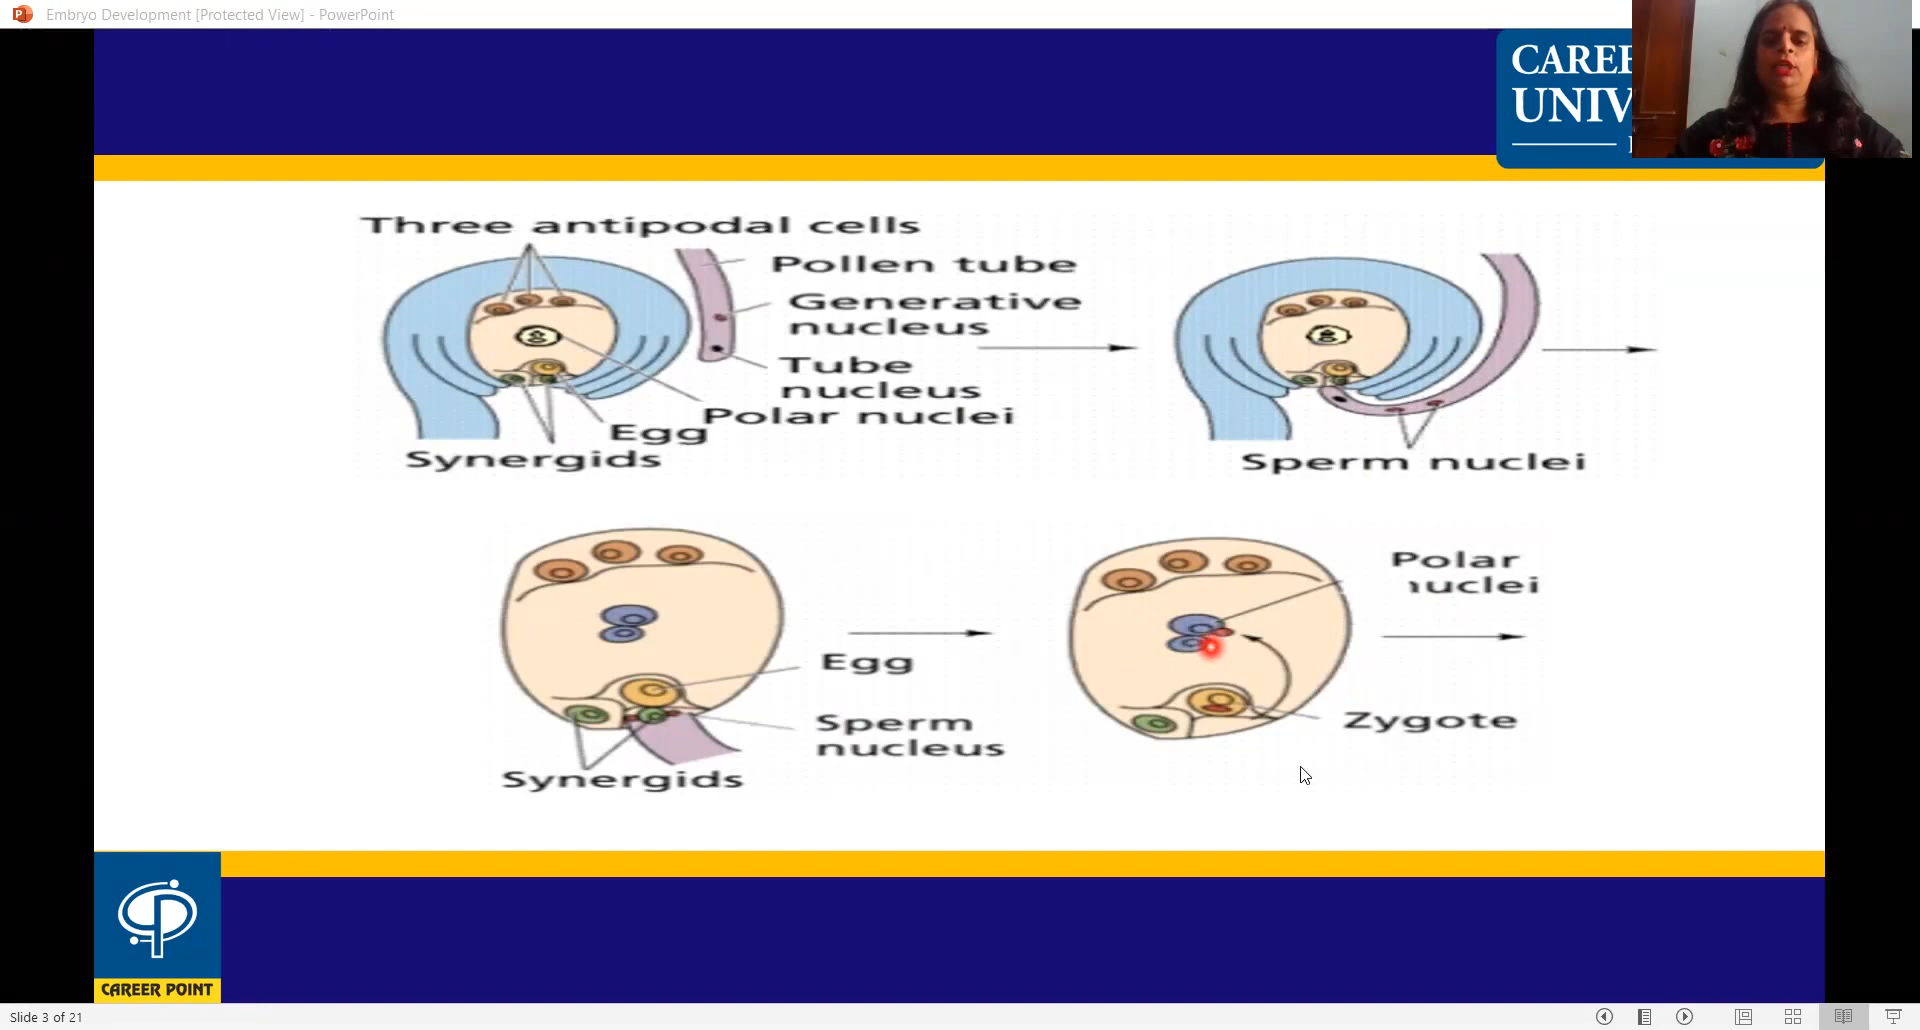 Embryo Development [Protected View] - PowerPoint
CAREE
UNIV
Three antipodal cells
Pollen tube
Generative
nucleus
Tube
nucleus
Polar nuclei
Egg
Synergids
Sperm nuclei
Egg
Sperm
nucleus
Synergids
Polar
nuclei
Zygote
CAREER POINT
Slide 3 of 21